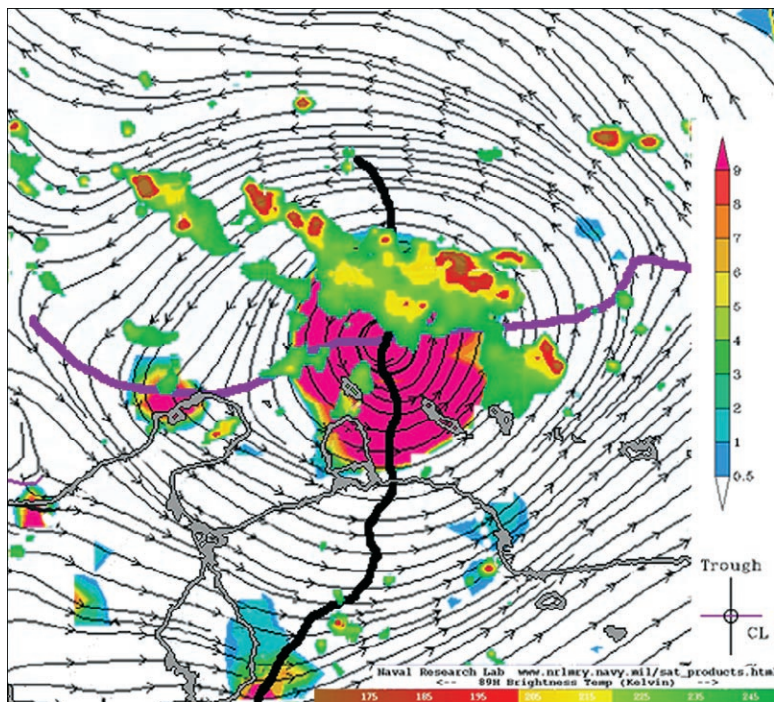 9
8
7
6
5
4
3
2
1
0.5
Trough
CL
Naval Research Lab www.nrlmry.navy.mil/sat_products.html
<-- 89H Brightness Temp (Kelvin) -->
175 185 195 205 215 225 235 245